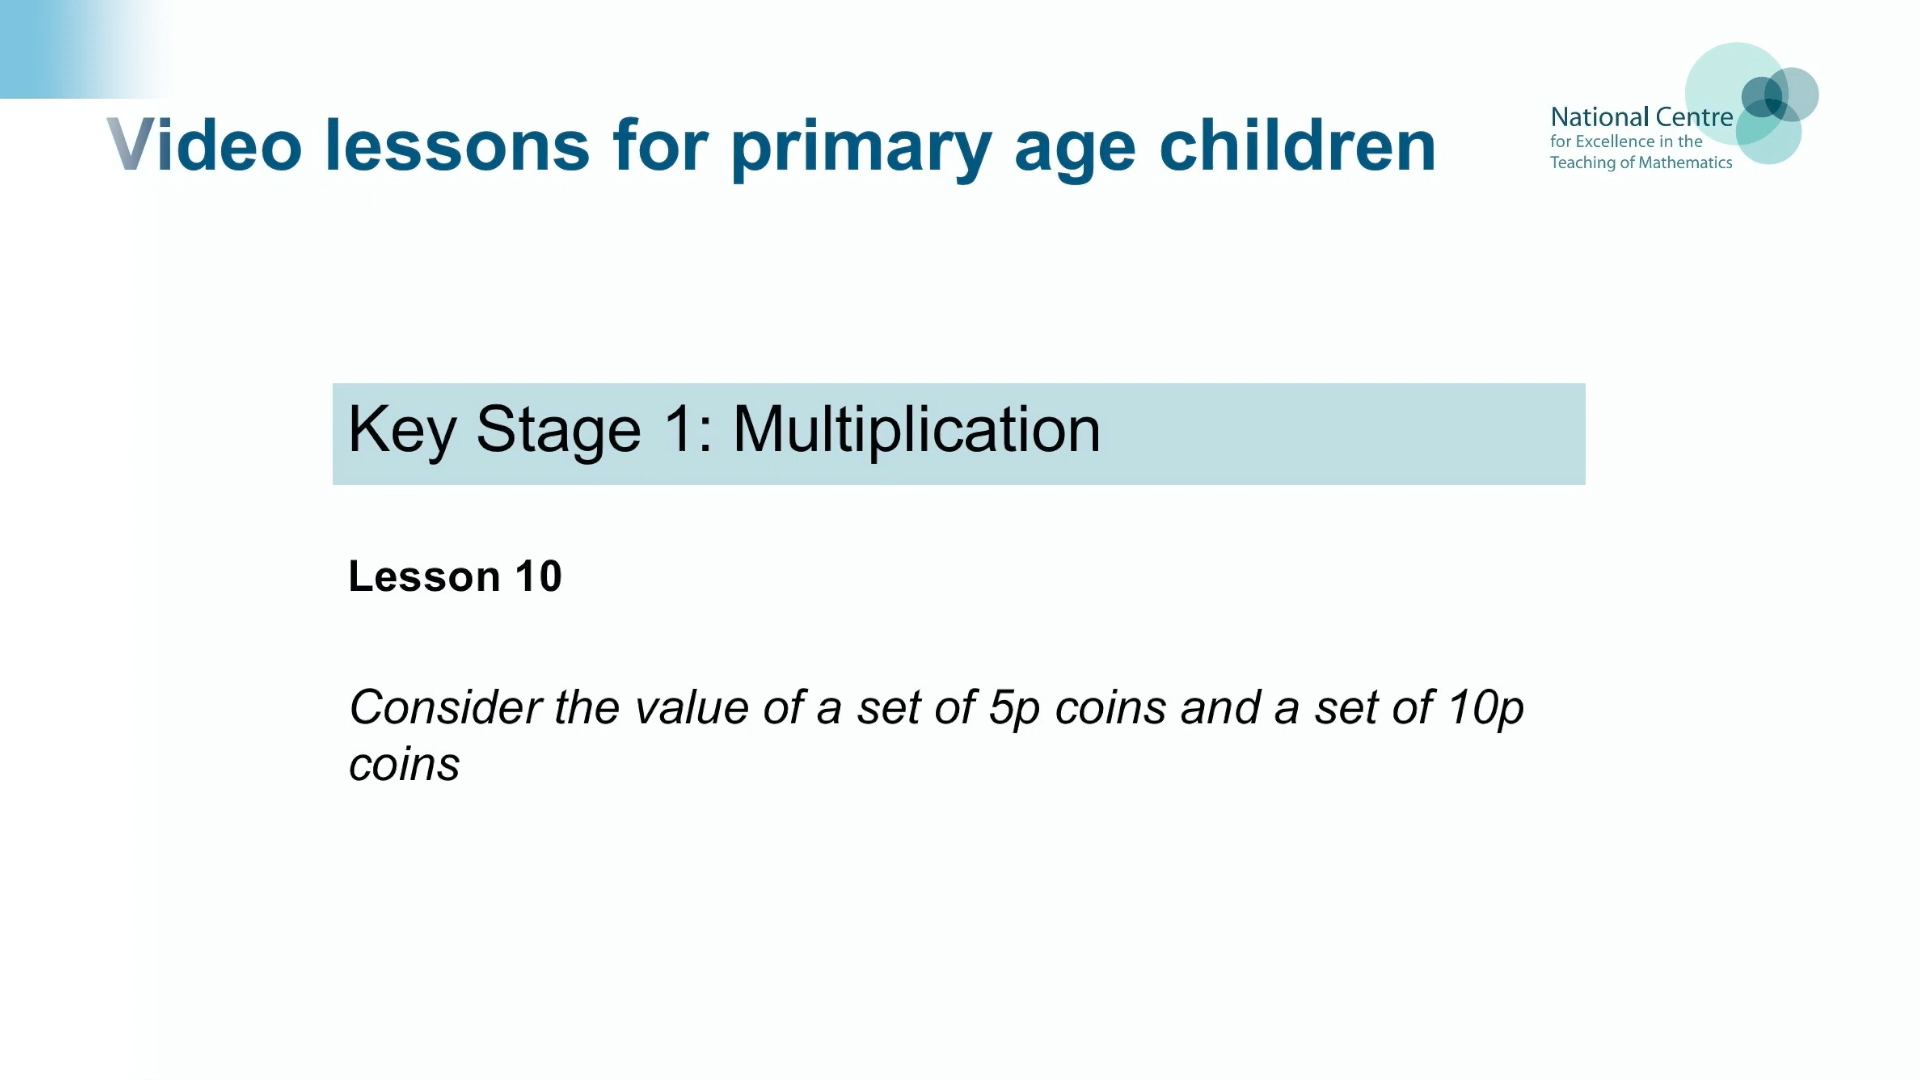 Video lessons for primary age children
National Centre
for Excellence in the
Teaching of Mathematics
Key Stage 1: Multiplication
Lesson 10
Consider the value of a set of 5p coins and a set of 10p
coins